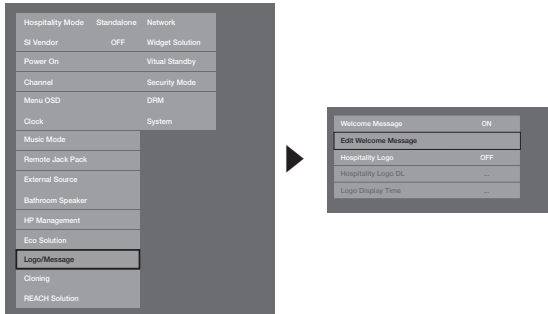 Hospitality Mode Standalone Network
SI Vendor OFF Widget Solution
Power On Vitual Standby
Channel Security Mode
Menu OSD DRM
Clock System
Music Mode
Remote Jack Pack
External Source
Bathroom Speaker
HP Management
Eco Solution
Logo/Message
Cloning
REACH Solution
Welcome Message ON
Edit Welcome Message
Hospitality Logo OFF
Hospitality Logo DL ...
Logo Display Time ...